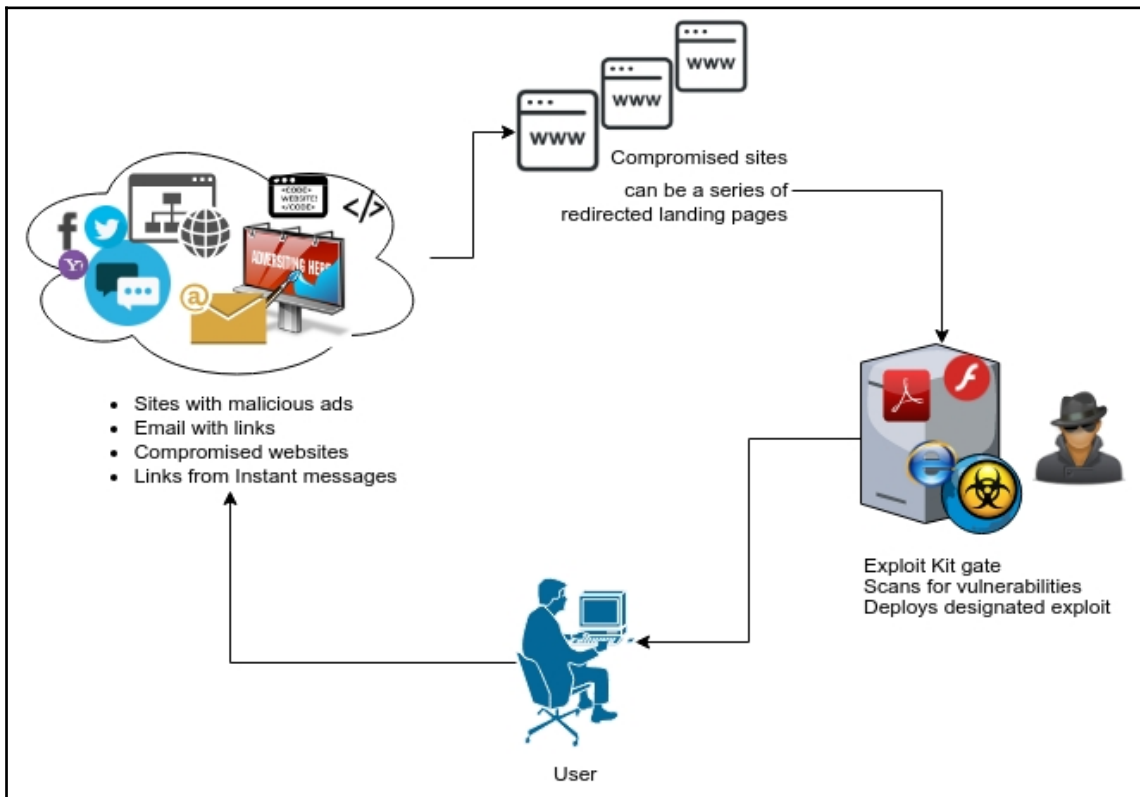 www
www
www
Compromised sites
can be a series of
redirected landing pages
<CODE>
WEBSITE!
</CODE>
</>
f
Y!
@
ADVERSITING HERE
• Sites with malicious ads
• Email with links
• Compromised websites
• Links from Instant messages
Exploit Kit gate
Scans for vulnerabilities
Deploys designated exploit
User